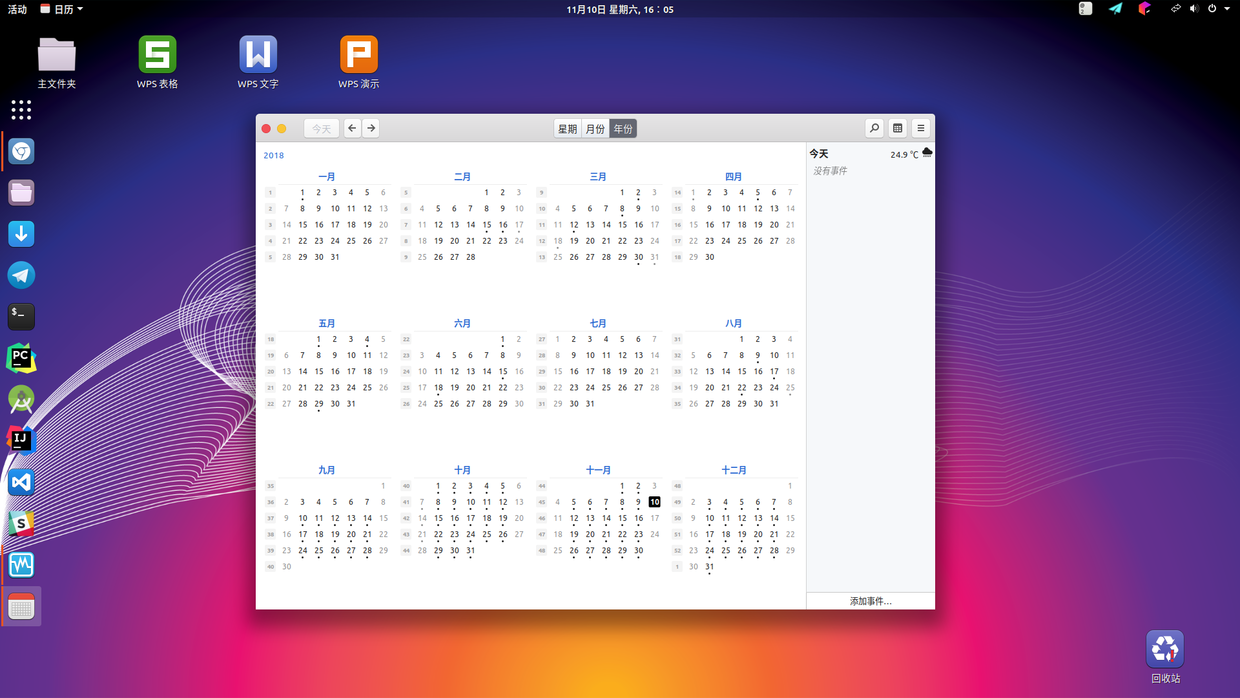 活动
日历
11月10日 星期六, 16：05
主文件夹
WPS 表格
WPS 文字
WPS 演示
今天
星期
月份
年份
2018
一月
1 1 2 3 4 5 6
2 7 8 9 10 11 12 13
3 14 15 16 17 18 19 20
4 21 22 23 24 25 26 27
5 28 29 30 31
二月
5 1 2 3
6 4 5 6 7 8 9 10
7 11 12 13 14 15 16 17
8 18 19 20 21 22 23 24
9 25 26 27 28
三月
9 1 2 3
10 4 5 6 7 8 9 10
11 11 12 13 14 15 16 17
12 18 19 20 21 22 23 24
13 25 26 27 28 29 30 31
四月
14 1 2 3 4 5 6 7
15 8 9 10 11 12 13 14
16 15 16 17 18 19 20 21
17 22 23 24 25 26 27 28
18 29 30
五月
18 1 2 3 4 5
19 6 7 8 9 10 11 12
20 13 14 15 16 17 18 19
21 20 21 22 23 24 25 26
22 27 28 29 30 31
六月
22 1 2
23 3 4 5 6 7 8 9
24 10 11 12 13 14 15 16
25 17 18 19 20 21 22 23
26 24 25 26 27 28 29 30
七月
27 1 2 3 4 5 6 7
28 8 9 10 11 12 13 14
29 15 16 17 18 19 20 21
30 22 23 24 25 26 27 28
31 29 30 31
八月
31 1 2 3 4
32 5 6 7 8 9 10 11
33 12 13 14 15 16 17 18
34 19 20 21 22 23 24 25
35 26 27 28 29 30 31
九月
35 1
36 2 3 4 5 6 7 8
37 9 10 11 12 13 14 15
38 16 17 18 19 20 21 22
39 23 24 25 26 27 28 29
40 30
十月
40 1 2 3 4 5 6
41 7 8 9 10 11 12 13
42 14 15 16 17 18 19 20
43 21 22 23 24 25 26 27
44 28 29 30 31
十一月
44 1 2 3
45 4 5 6 7 8 9 10
46 11 12 13 14 15 16 17
47 18 19 20 21 22 23 24
48 25 26 27 28 29 30
十二月
48 1
49 2 3 4 5 6 7 8
50 9 10 11 12 13 14 15
51 16 17 18 19 20 21 22
52 23 24 25 26 27 28 29
1 30 31
今天
24.9 ℃
没有事件
添加事件...
$_
PC
IJ
S
回收站